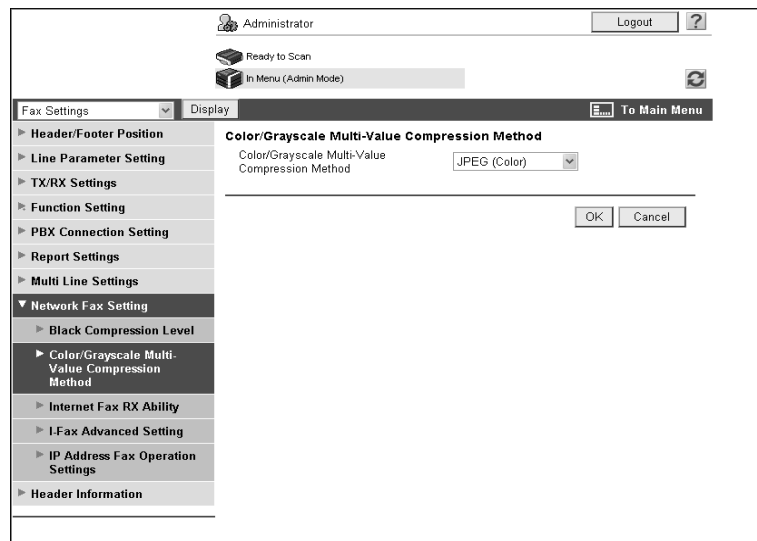 Administrator
Logout
?
Ready to Scan
In Menu (Admin Mode)
Fax Settings
Display
To Main Menu
Header/Footer Position
Line Parameter Setting
TX/RX Settings
Function Setting
PBX Connection Setting
Report Settings
Multi Line Settings
Network Fax Setting
Black Compression Level
Color/Grayscale Multi-
Value Compression
Method
Internet Fax RX Ability
I-Fax Advanced Setting
IP Address Fax Operation
Settings
Header Information
Color/Grayscale Multi-Value Compression Method
Color/Grayscale Multi-Value
Compression Method
JPEG (Color)
OK
Cancel